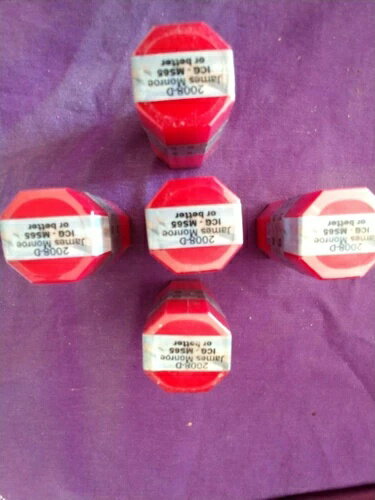 2008-D
James Monroe
ICG - MS65
or better
2008-D
James Monroe
ICG - MS65
or better
2008-D
James Monroe
ICG - MS65
or better
2008-D
James Monroe
ICG - MS65
or better
2008-D
James Monroe
ICG - MS65
or better